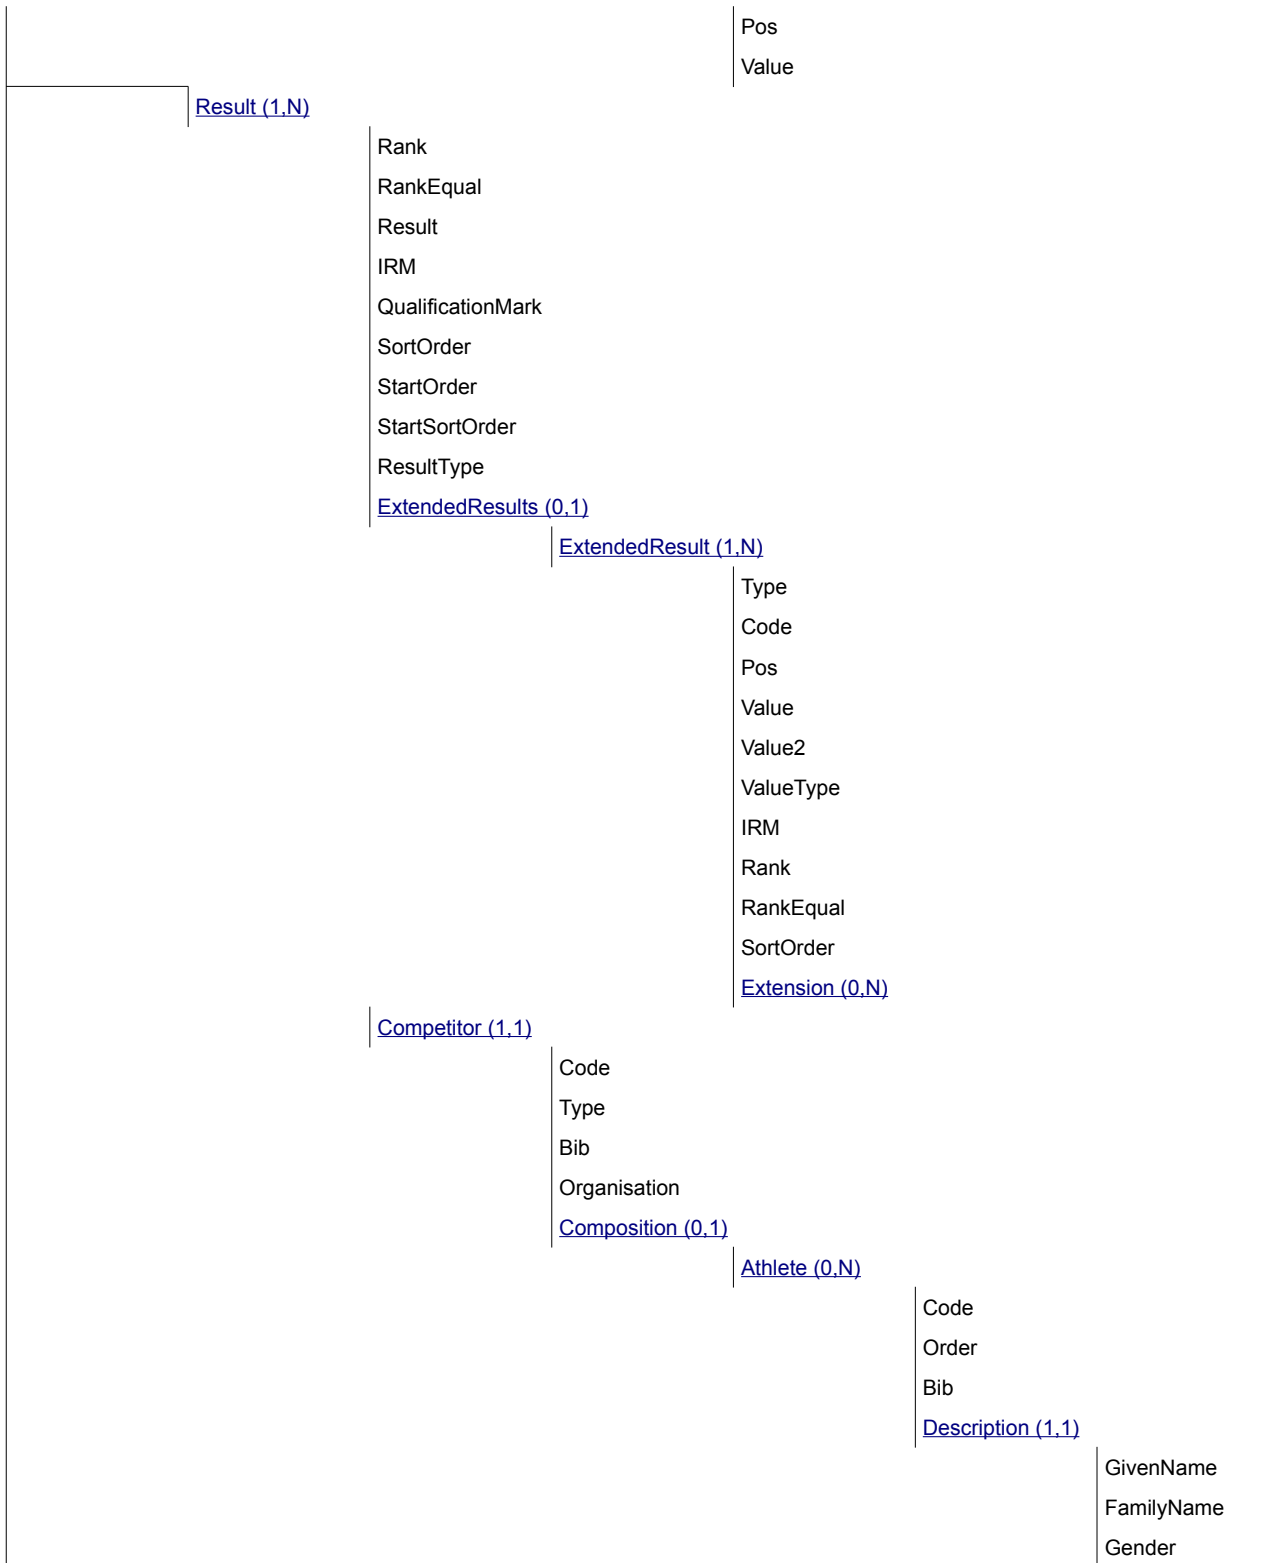 Pos
Value
Result (1,N)
Rank
RankEqual
Result
IRM
QualificationMark
SortOrder
StartOrder
StartSortOrder
ResultType
ExtendedResults (0,1)
ExtendedResult (1,N)
Type
Code
Pos
Value
Value2
ValueType
IRM
Rank
RankEqual
SortOrder
Extension (0,N)
Competitor (1,1)
Code
Type
Bib
Organisation
Composition (0,1)
Athlete (0,N)
Code
Order
Bib
Description (1,1)
GivenName
FamilyName
Gender